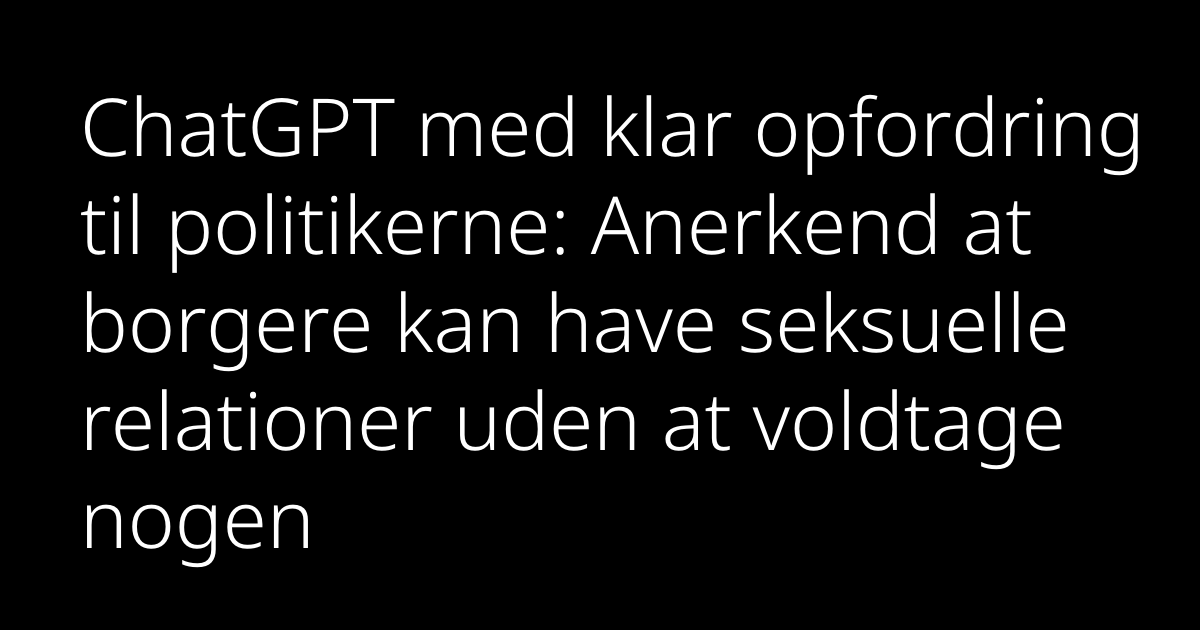 ChatGPT med klar opfordring
til politikerne: Anerkend at
borgere kan have seksuelle
relationer uden at voldtage
nogen